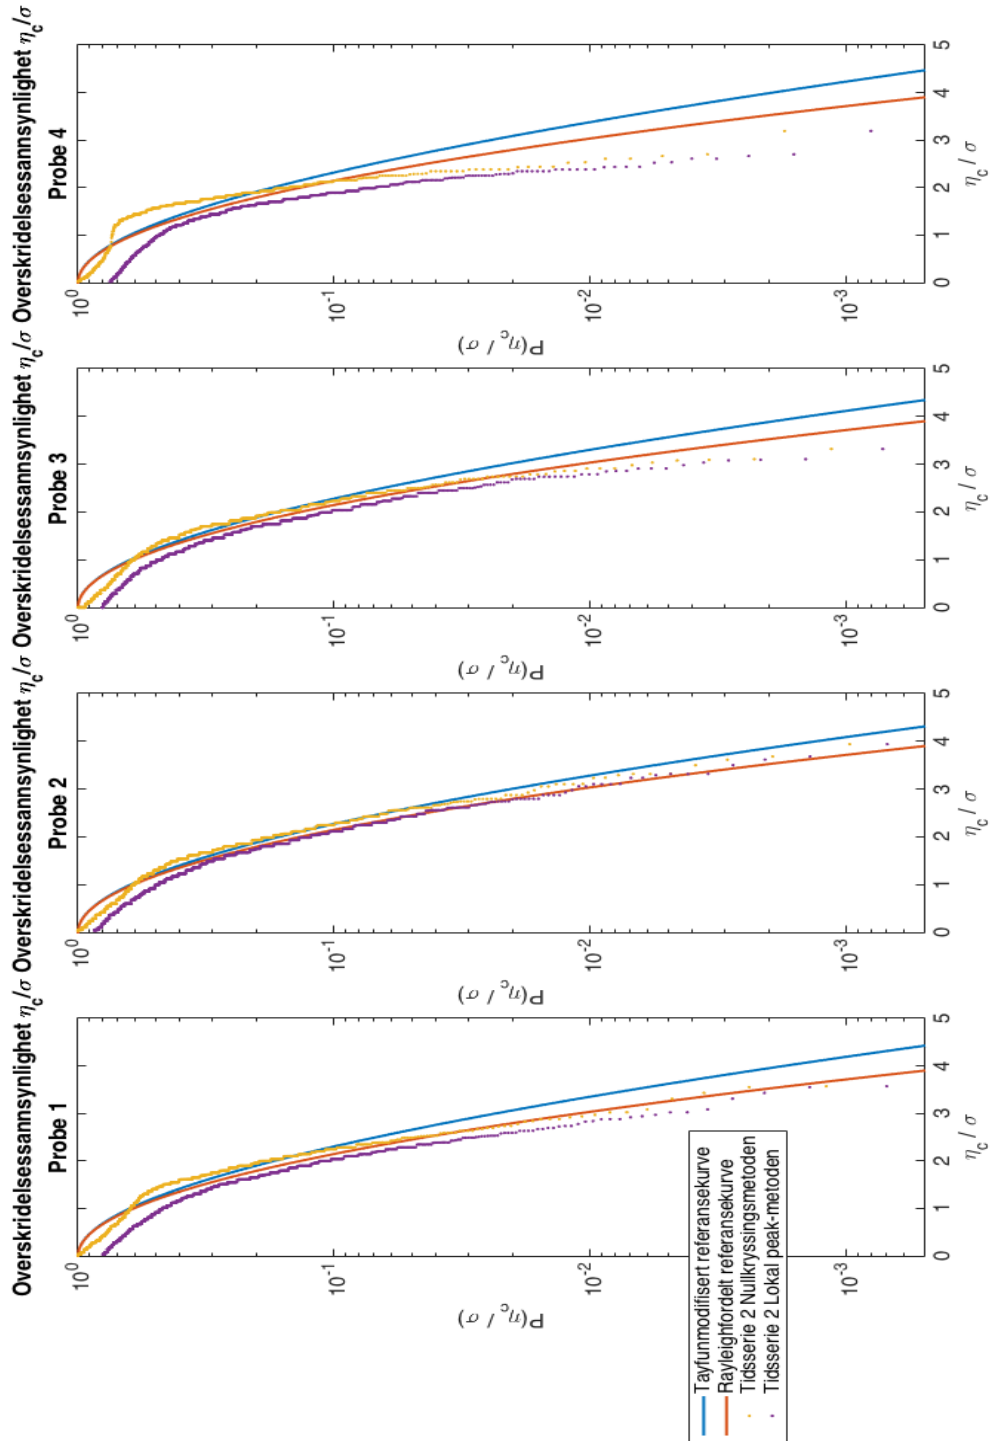 Overskridelsessannsynlighet η_c/σ
Probe 1
10^0
10^-1
10^-2
10^-3
P(η_c / σ)
0 1 2 3 4 5
η_c / σ
Overskridelsessannsynlighet η_c/σ
Probe 2
10^0
10^-1
10^-2
10^-3
P(η_c / σ)
0 1 2 3 4 5
η_c / σ
Overskridelsessannsynlighet η_c/σ
Probe 3
10^0
10^-1
10^-2
10^-3
P(η_c / σ)
0 1 2 3 4 5
η_c / σ
Overskridelsessannsynlighet η_c/σ
Probe 4
10^0
10^-1
10^-2
10^-3
P(η_c / σ)
0 1 2 3 4 5
η_c / σ
Tayfunmodifisert referansekurve
Rayleighfordelt referansekurve
Tidsserie 2 Nullkryssingsmetoden
Tidsserie 2 Lokal peak-metoden